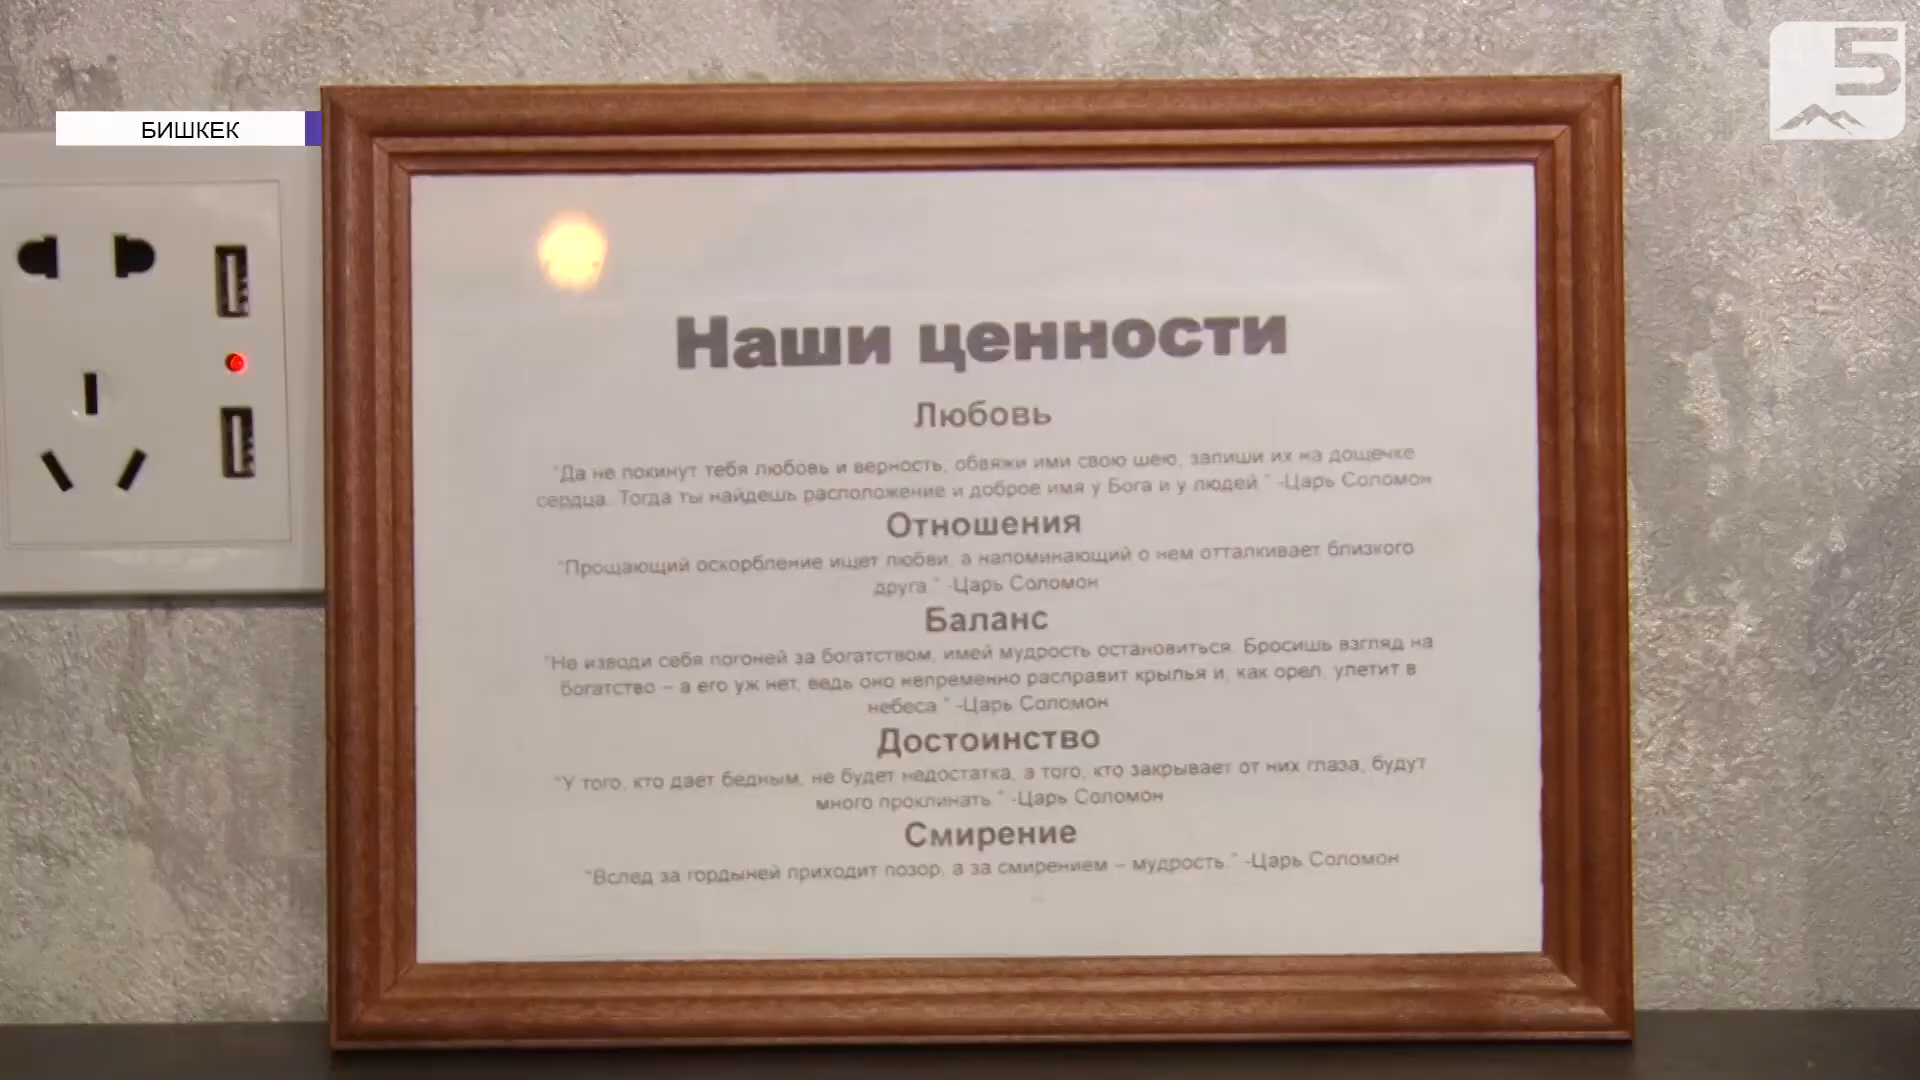 5
БИШКЕК
Наши ценности
Любовь
"Да не покинут тебя любовь и верность, обвяжи ими свою шею, запиши их на дощечке
сердца. Тогда ты найдешь расположение и доброе имя у Бога и у людей." -Царь Соломон
Отношения
"Прощающий оскорбление ищет любви, а напоминающий о нем отталкивает близкого
друга." -Царь Соломон
Баланс
"Не изводи себя погоней за богатством, имей мудрость остановиться. Бросишь взгляд на
богатство – а его уж нет, ведь оно непременно расправит крылья и, как орел, улетит в
небеса." -Царь Соломон
Достоинство
"У того, кто дает бедным, не будет недостатка, а того, кто закрывает от них глаза, будут
много проклинать." -Царь Соломон
Смирение
"Вслед за гордыней приходит позор, а за смирением – мудрость." -Царь Соломон